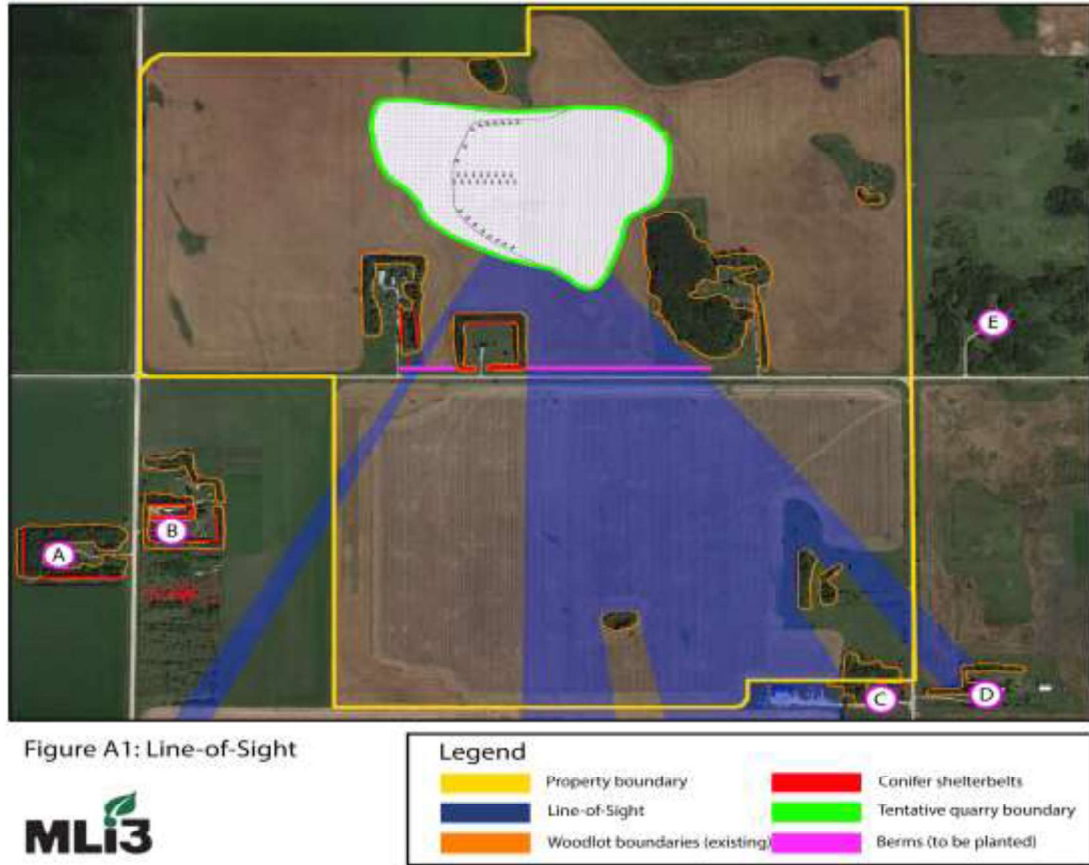 E
B
A
C
D
Figure A1: Line-of-Sight
MLi3
Legend
Property boundary
Line-of-Sight
Woodlot boundaries (existing)
Conifer shelterbelts
Tentative quarry boundary
Berms (to be planted)